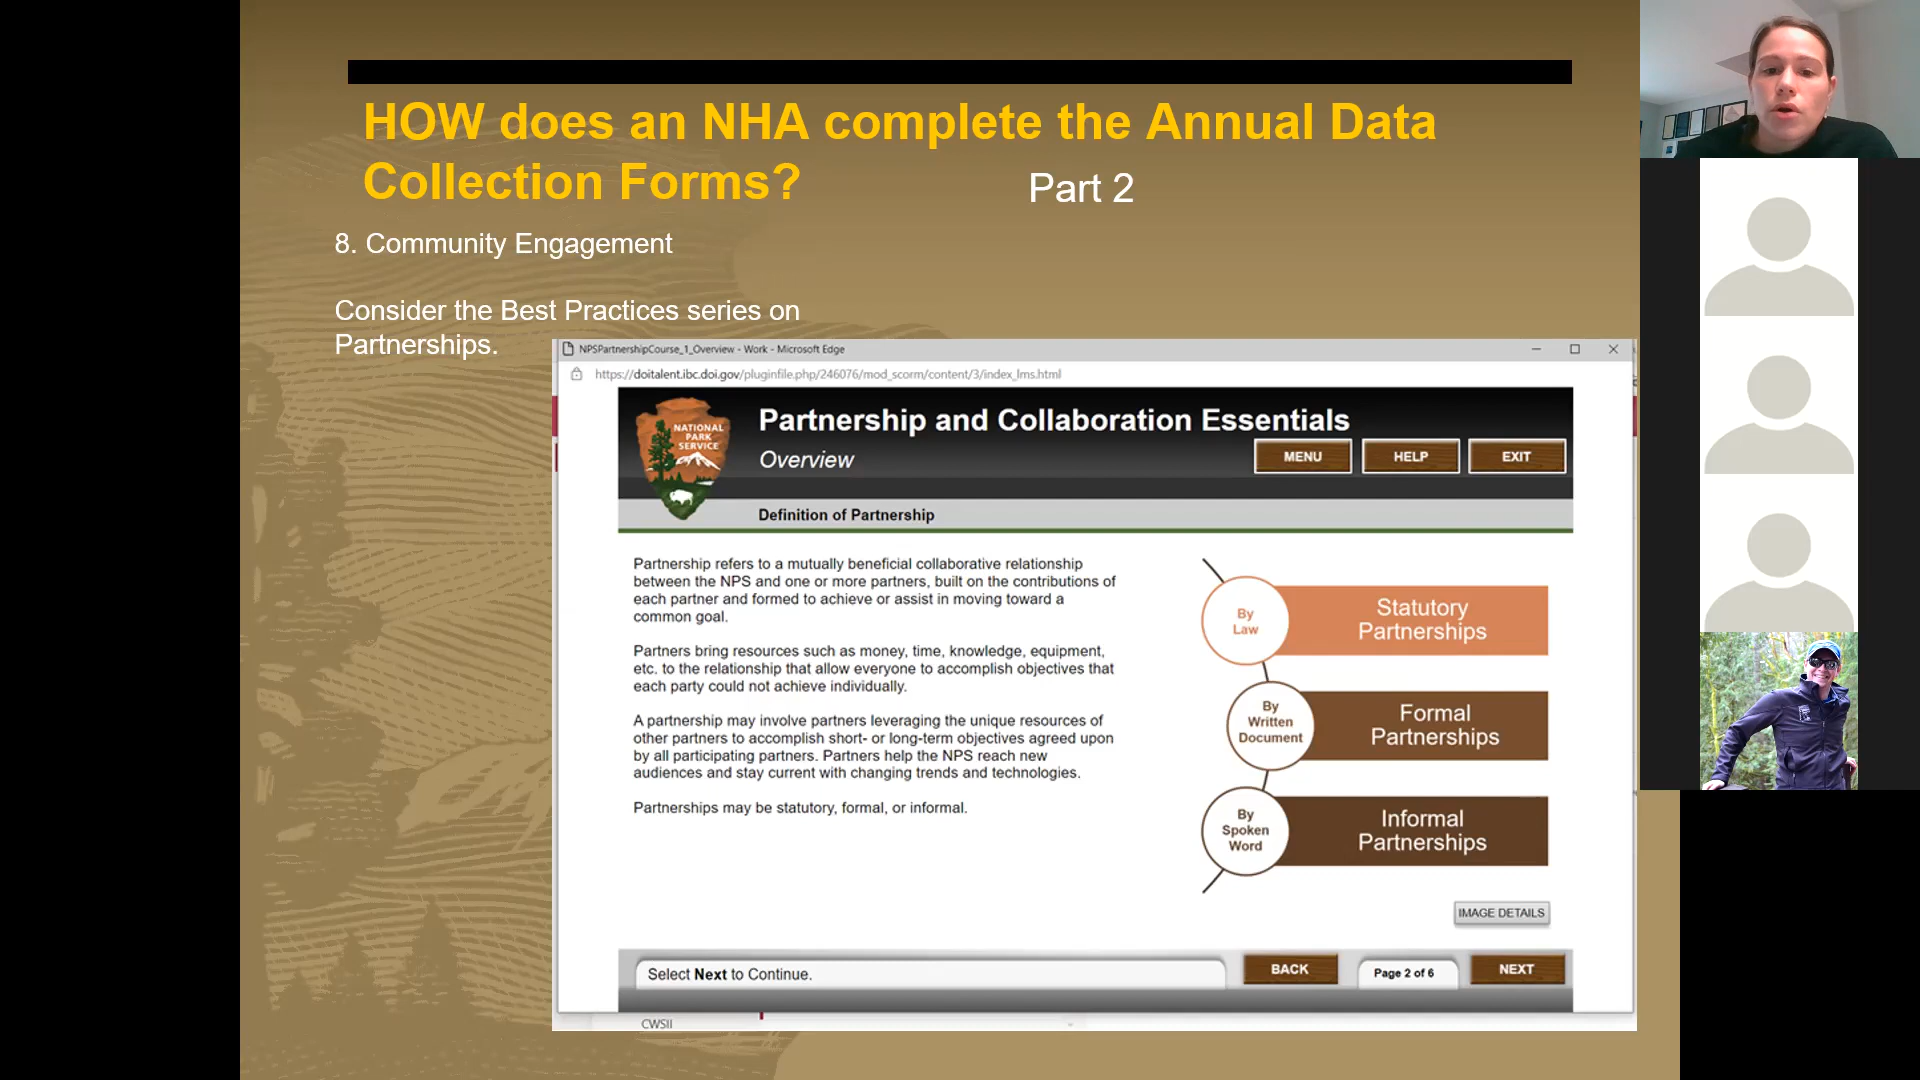 HOW does an NHA complete the Annual Data
Collection Forms?
Part 2
8. Community Engagement
Consider the Best Practices series on
Partnerships.
NPSPartnershipCourse_1_Overview - Work - Microsoft Edge
https://doitalent.ibc.doi.gov/pluginfile.php/246076/mod_scorm/content/3/index_lms.html
NATIONAL
PARK
SERVICE
Partnership and Collaboration Essentials
Overview
MENU
HELP
EXIT
Definition of Partnership
Partnership refers to a mutually beneficial collaborative relationship
between the NPS and one or more partners, built on the contributions of
each partner and formed to achieve or assist in moving toward a
common goal.
Partners bring resources such as money, time, knowledge, equipment,
etc. to the relationship that allow everyone to accomplish objectives that
each party could not achieve individually.
A partnership may involve partners leveraging the unique resources of
other partners to accomplish short- or long-term objectives agreed upon
by all participating partners. Partners help the NPS reach new
audiences and stay current with changing trends and technologies.
Partnerships may be statutory, formal, or informal.
By
Law
Statutory
Partnerships
By
Written
Document
Formal
Partnerships
By
Spoken
Word
Informal
Partnerships
IMAGE DETAILS
Select Next to Continue.
BACK
Page 2 of 6
NEXT
CWSII